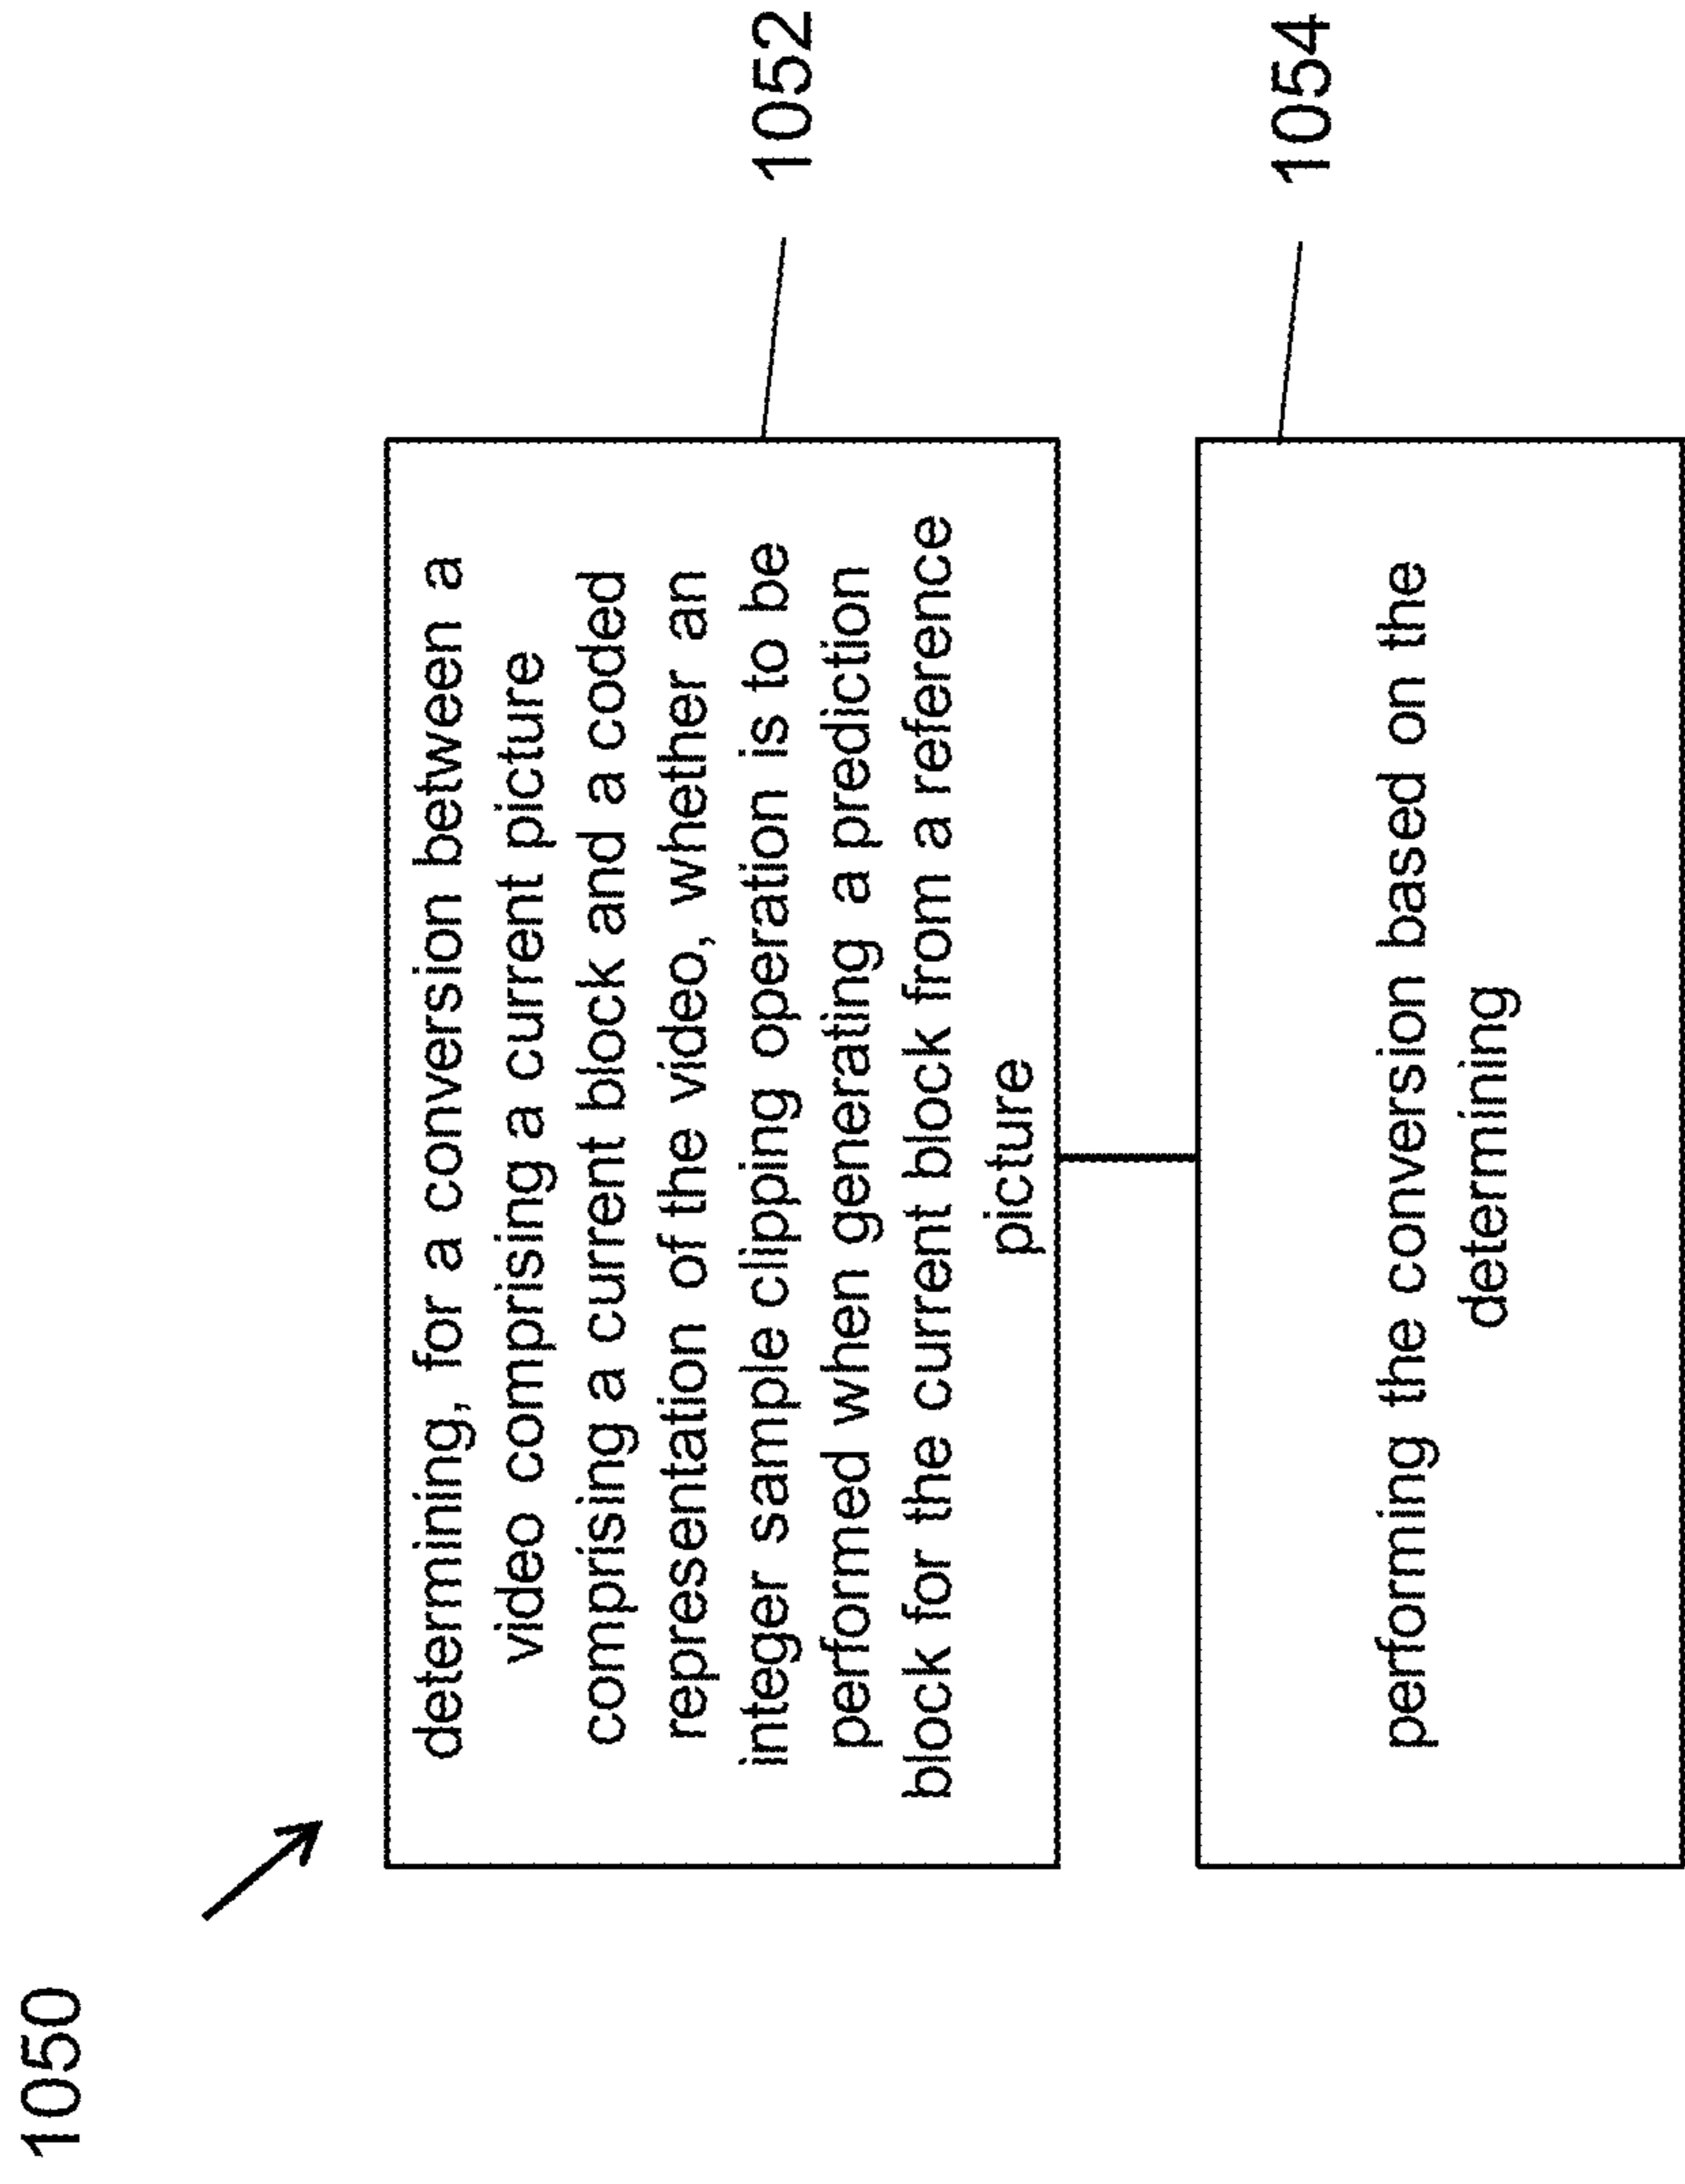 1050
determining, for a conversion between a
video comprising a current picture
comprisiing a current block and a coded
representation of the video, whether an
integer sample clipping operation is to be
performed when generating a prediction
block for the current block from a reference
picture
1052
performing the conversion based on the
determining
1054